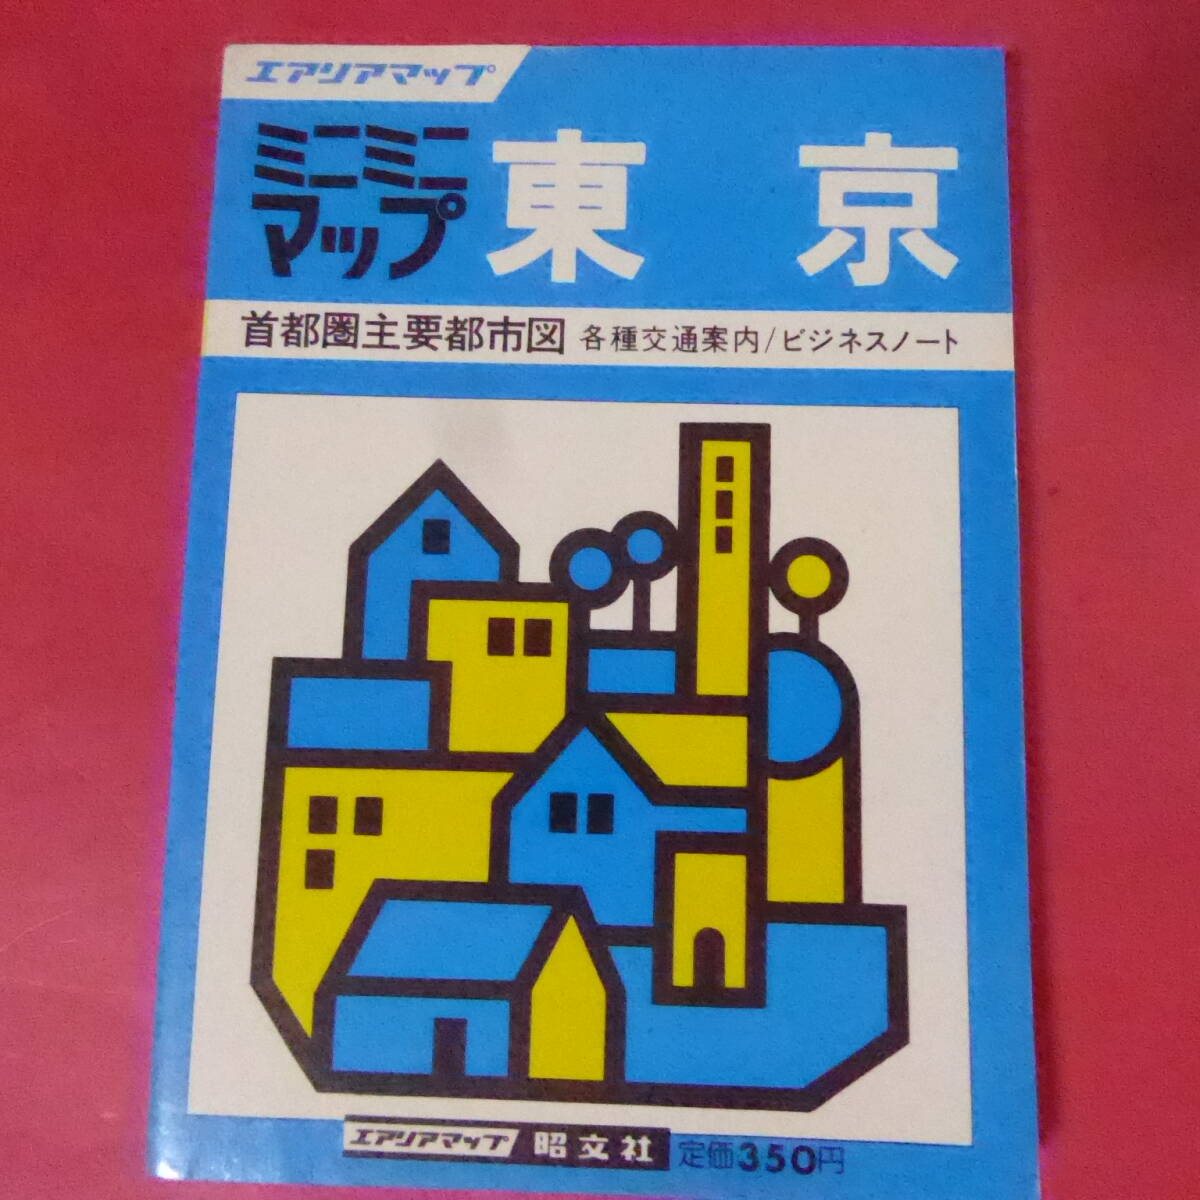 エアリアマップ
ミニミニ
マップ
東京
首都圏主要都市図 各種交通案内/ビジネスノート
エアリアマップ 昭文社 定価350円